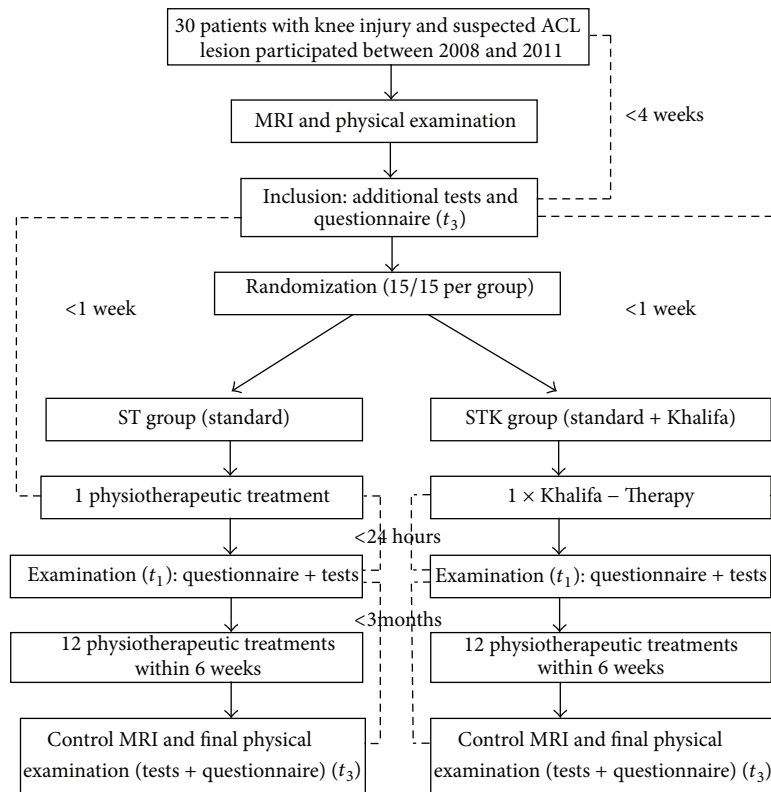 30 patients with knee injury and suspected ACL
lesion participated between 2008 and 2011
<4 weeks
MRI and physical examination
Inclusion: additional tests and
questionnaire (t₃)
Randomization (15/15 per group)
<1 week
<1 week
ST group (standard)
STK group (standard + Khalifa)
1 physiotherapeutic treatment
1 × Khalifa − Therapy
<24 hours
Examination (t₁): questionnaire + tests
Examination (t₁): questionnaire + tests
<3months
12 physiotherapeutic treatments
within 6 weeks
12 physiotherapeutic treatments
within 6 weeks
Control MRI and final physical
examination (tests + questionnaire) (t₃)
Control MRI and final physical
examination (tests + questionnaire) (t₃)